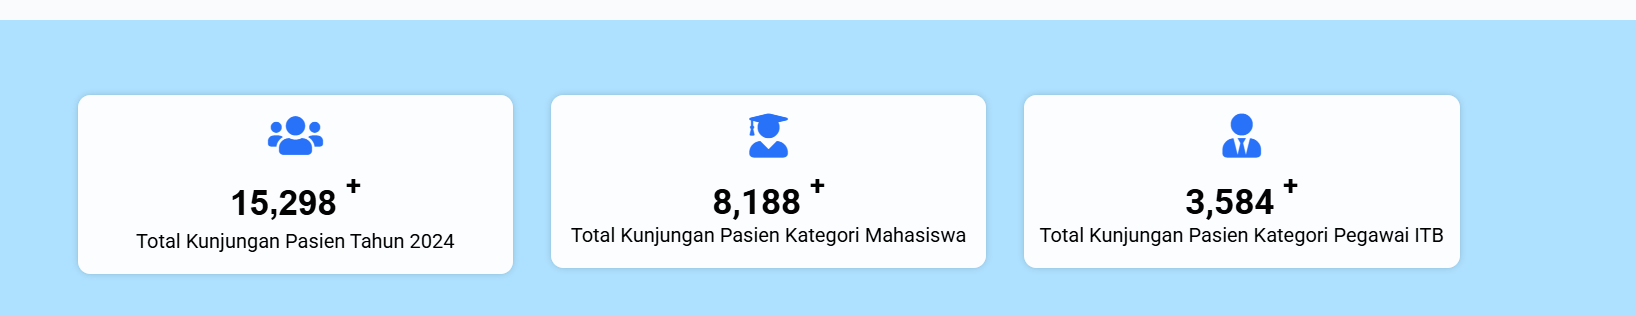 15,298 +
Total Kunjungan Pasien Tahun 2024
8,188 +
Total Kunjungan Pasien Kategori Mahasiswa
3,584 +
Total Kunjungan Pasien Kategori Pegawai ITB